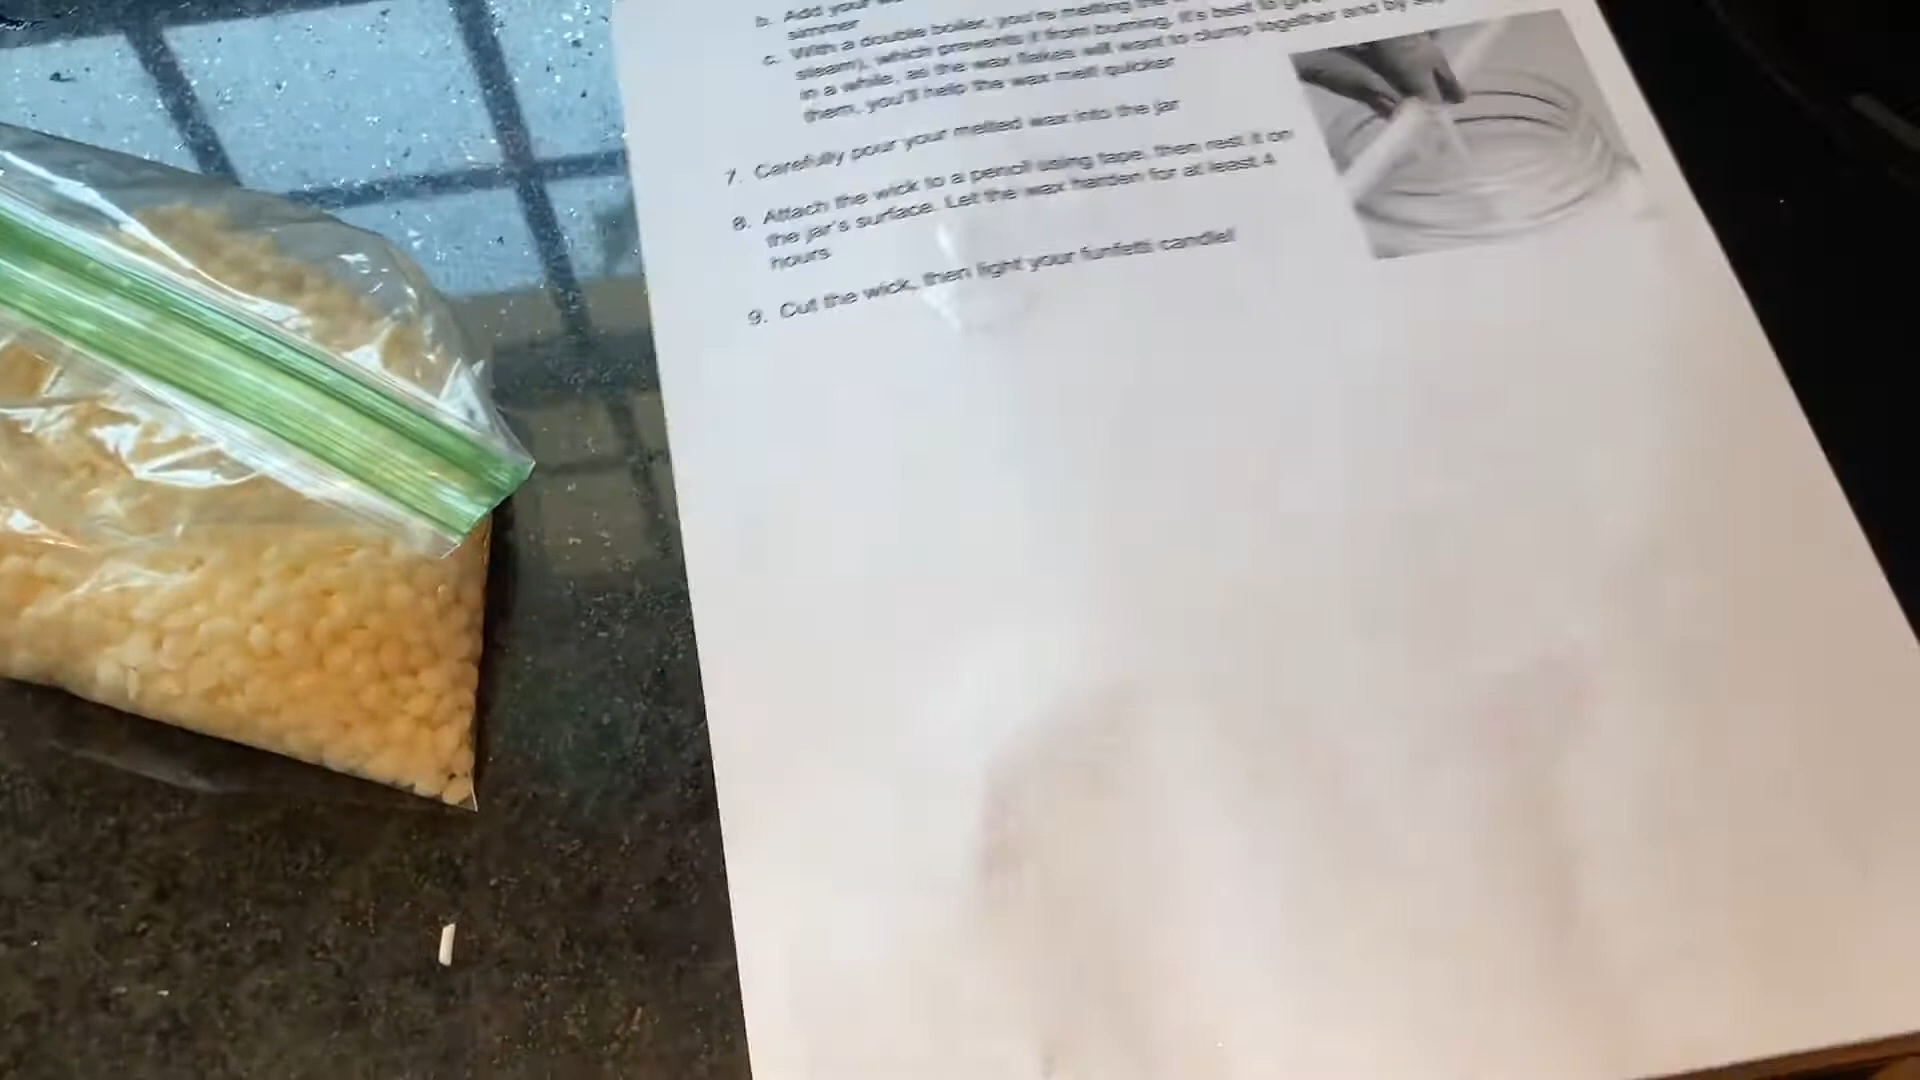 b. Add your
simmer
c. With a double boiler, you're melting the
steam), which prevents it from burning. It's best to
in a while, as the wax flakes will want to clump together and by
them, you'll help the wax melt quicker
7. Carefully pour your melted wax into the jar
8. Attach the wick to a pencil using tape, then rest it on
the jar's surface. Let the wax harden for at least 4
hours
9. Cut the wick, then light your funfetti candle!